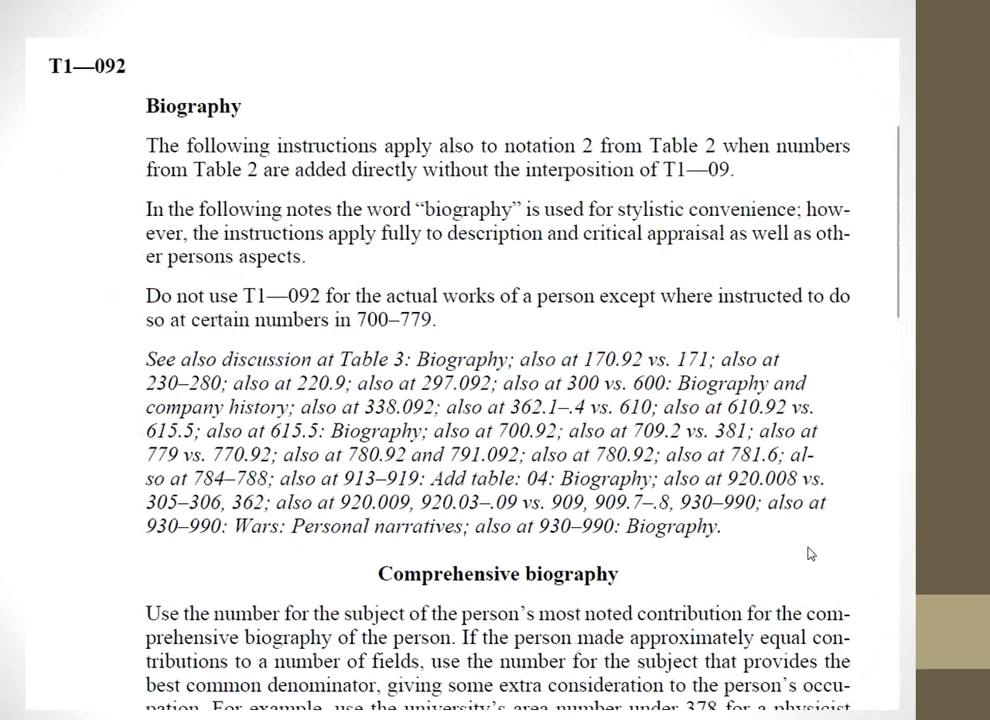 T1—092
Biography
The following instructions apply also to notation 2 from Table 2 when numbers
from Table 2 are added directly without the interposition of T1—09.
In the following notes the word “biography” is used for stylistic convenience; how-
ever, the instructions apply fully to description and critical appraisal as well as oth-
er persons aspects.
Do not use T1—092 for the actual works of a person except where instructed to do
so at certain numbers in 700–779.
See also discussion at Table 3: Biography; also at 170.92 vs. 171; also at
230–280; also at 220.9; also at 297.092; also at 300 vs. 600: Biography and
company history; also at 338.092; also at 362.1–.4 vs. 610; also at 610.92 vs.
615.5; also at 615.5: Biography; also at 700.92; also at 709.2 vs. 381; also at
779 vs. 770.92; also at 780.92 and 791.092; also at 780.92; also at 781.6; al-
so at 784–788; also at 913–919: Add table: 04: Biography; also at 920.008 vs.
305–306, 362; also at 920.009, 920.03–.09 vs. 909, 909.7–.8, 930–990; also at
930–990: Wars: Personal narratives; also at 930–990: Biography.
Comprehensive biography
Use the number for the subject of the person’s most noted contribution for the com-
prehensive biography of the person. If the person made approximately equal con-
tributions to a number of fields, use the number for the subject that provides the
best common denominator, giving some extra consideration to the person’s occu-
pation. For example, use the university’s area number under 378 for a physicist